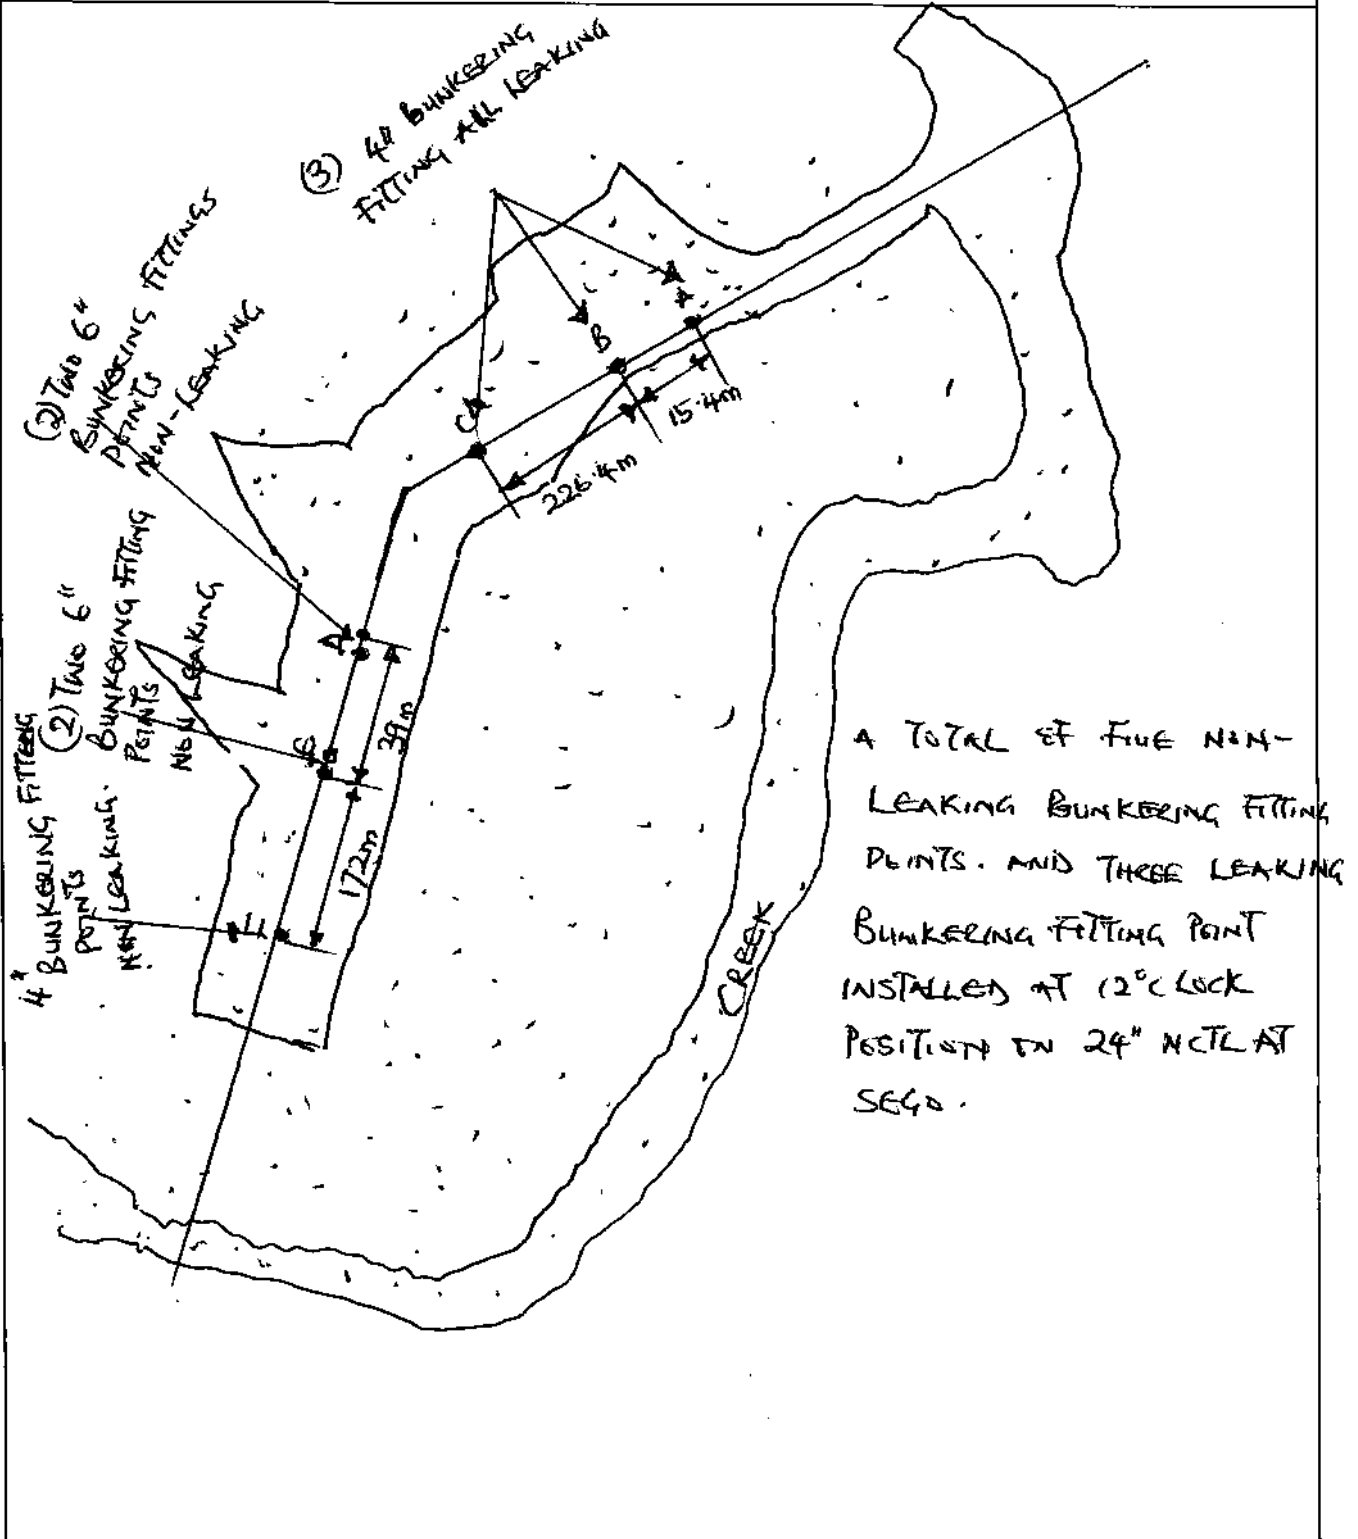 (3) 4" BUNKERING
FITTING ALL LEAKING
(2) TWO 6"
BUNKERING FITTINGS
POINTS
NON-LEAKING
(2) TWO 6"
BUNKERING FITTING
POINTS
NON LEAKING
4" BUNKERING FITTING
POINTS
NON LEAKING.
A
B
C
15.4m
226.4m
39m
172m
CREEK
A TOTAL OF FIVE NON-
LEAKING BUNKERING FITTING
POINTS. AND THREE LEAKING
BUNKERING FITTING POINT
INSTALLED AT 12°CLOCK
POSITION ON 24" NCTL AT
SEGO.